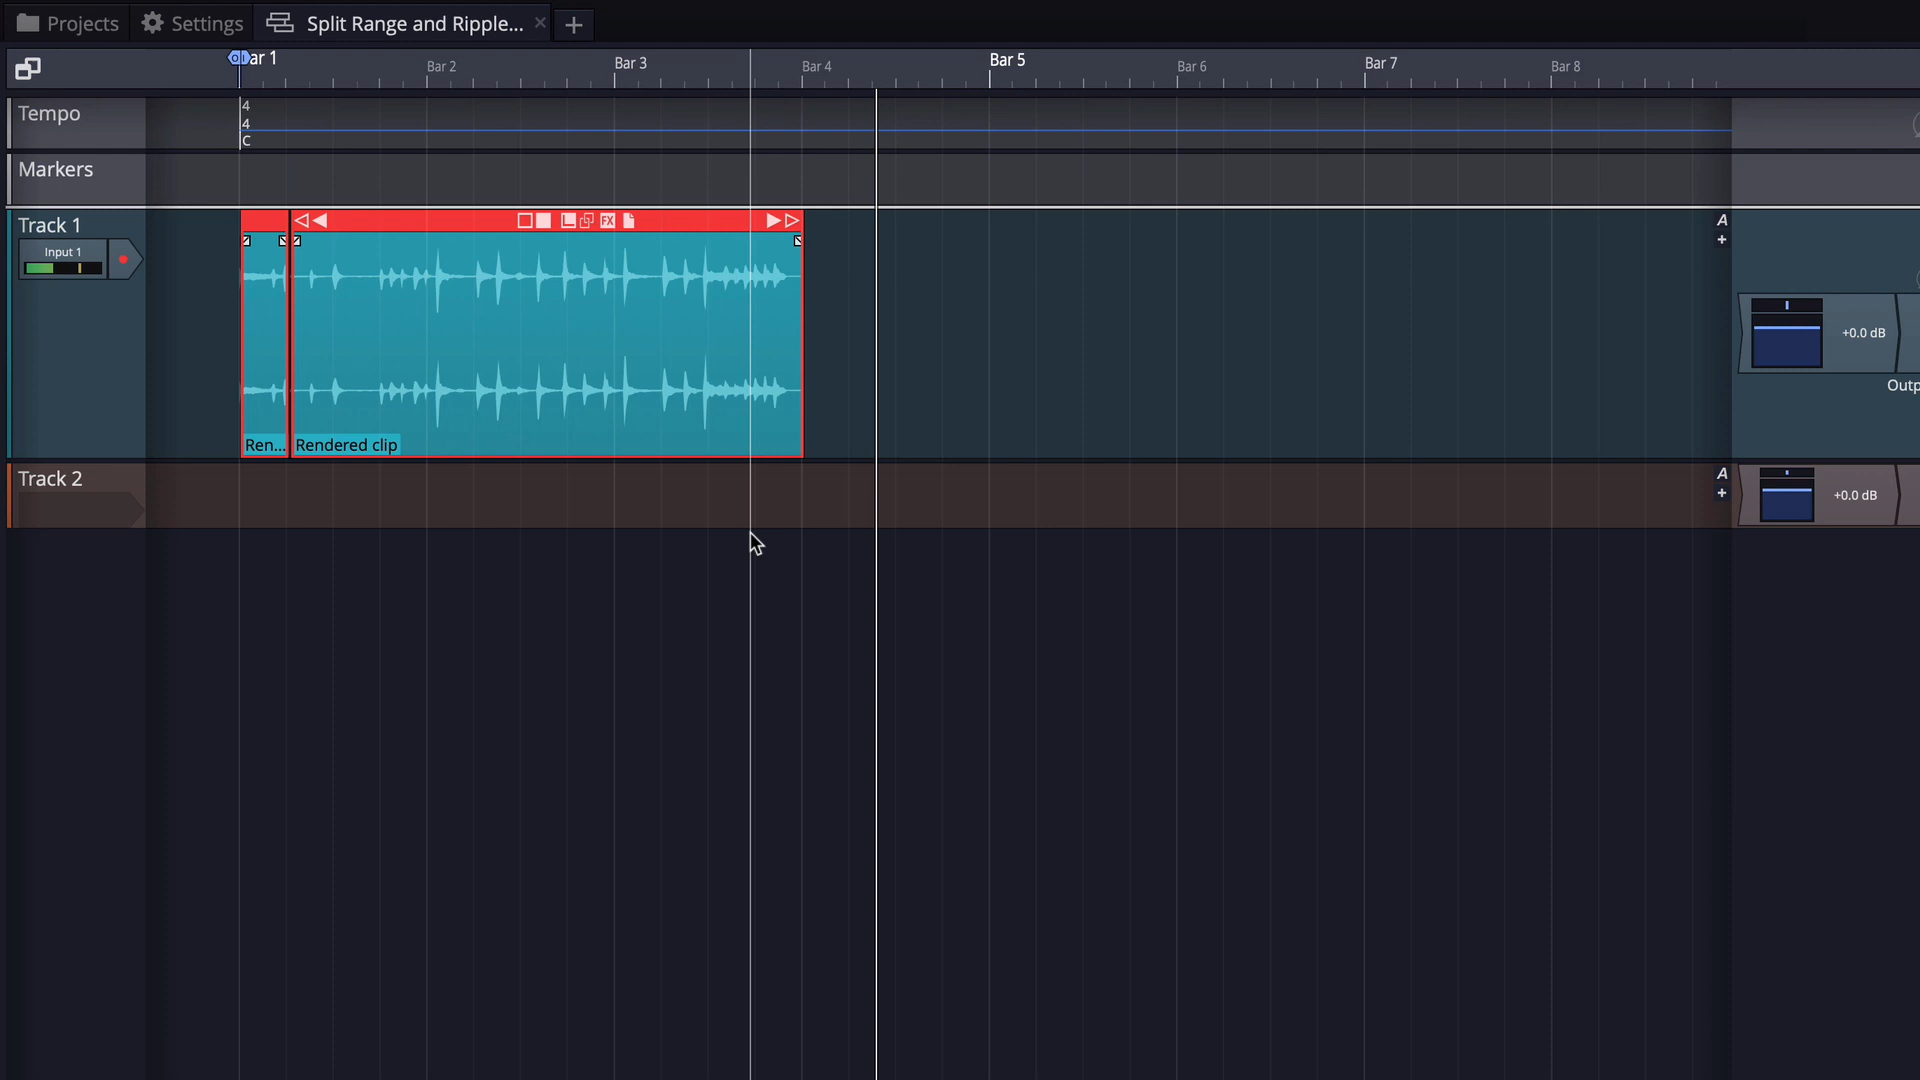 Projects
Settings
Split Range and Ripple...
ar 1
Bar 2
Bar 3
Bar 4
Bar 5
Bar 6
Bar 7
Bar 8
Tempo
4
4
C
Markers
Track 1
Input 1
FX
A
+0.0 dB
Outp
Ren...
Rendered clip
Track 2
A
+0.0 dB